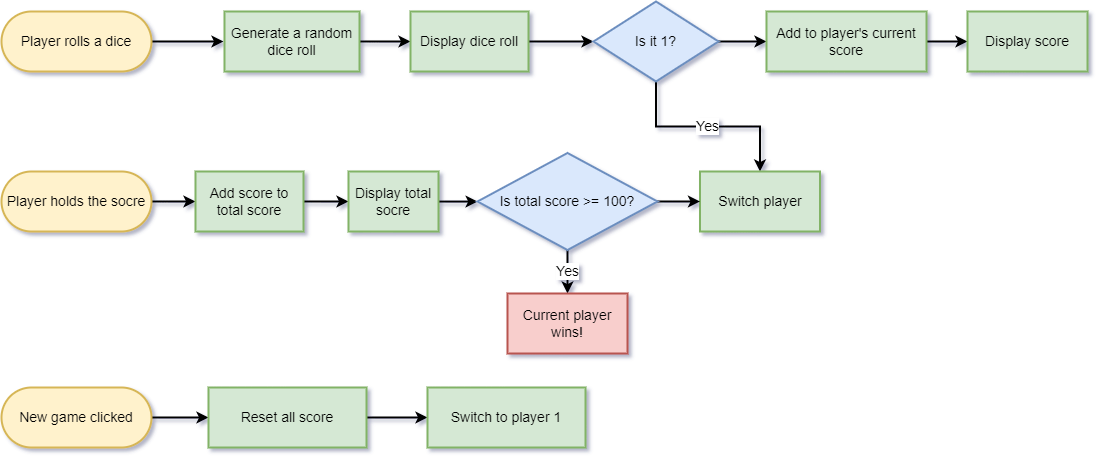 Player rolls a dice
Generate a random
dice roll
Display dice roll
Is it 1?
Add to player's current
score
Display score
Yes
Player holds the socre
Add score to
total score
Display total
socre
Is total score >= 100?
Switch player
Yes
Current player
wins!
New game clicked
Reset all score
Switch to player 1